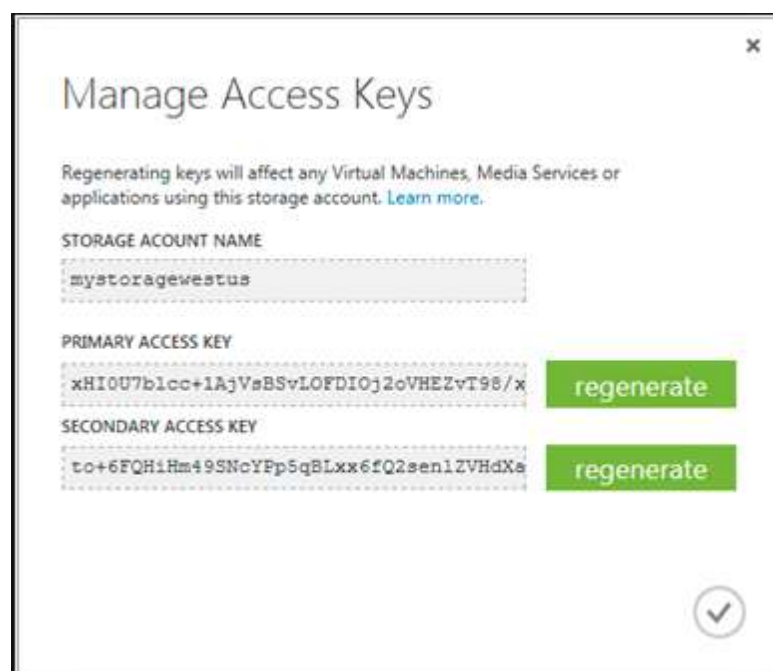 Manage Access Keys
Regenerating keys will affect any Virtual Machines, Media Services or
applications using this storage account. Learn more.
STORAGE ACOUNT NAME
mystoragewestus
PRIMARY ACCESS KEY
xHI0U7blcc+1AjVsBSvLOFDIOj2oVHEZvT98/x
regenerate
SECONDARY ACCESS KEY
to+6FQHiHm49SNcYPp5qBLxx6fQ2senlZVHdXa
regenerate